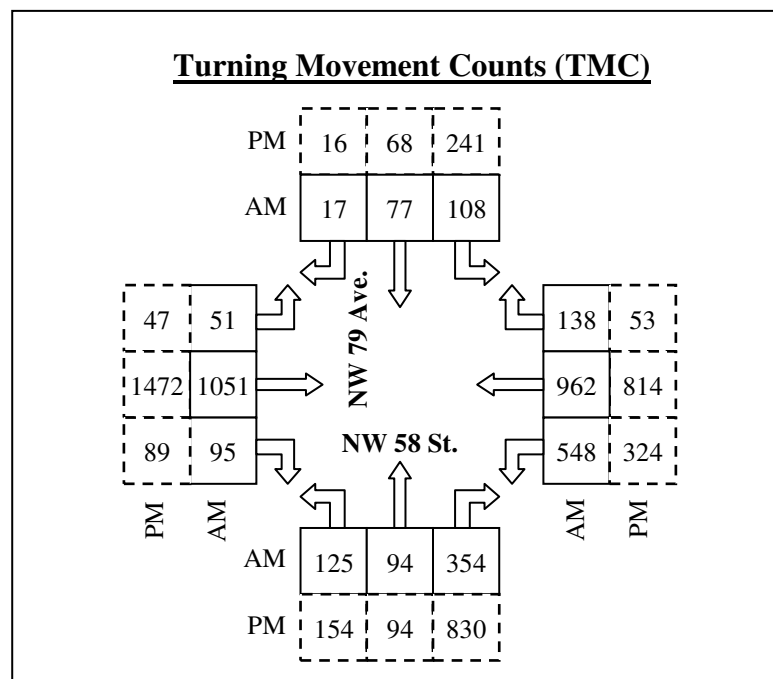 Turning Movement Counts (TMC)
PM 16 68 241
AM 17 77 108
NW 79 Ave.
47 51 138 53
1472 1051 962 814
89 95 NW 58 St. 548 324
PM AM AM PM
AM 125 94 354
PM 154 94 830